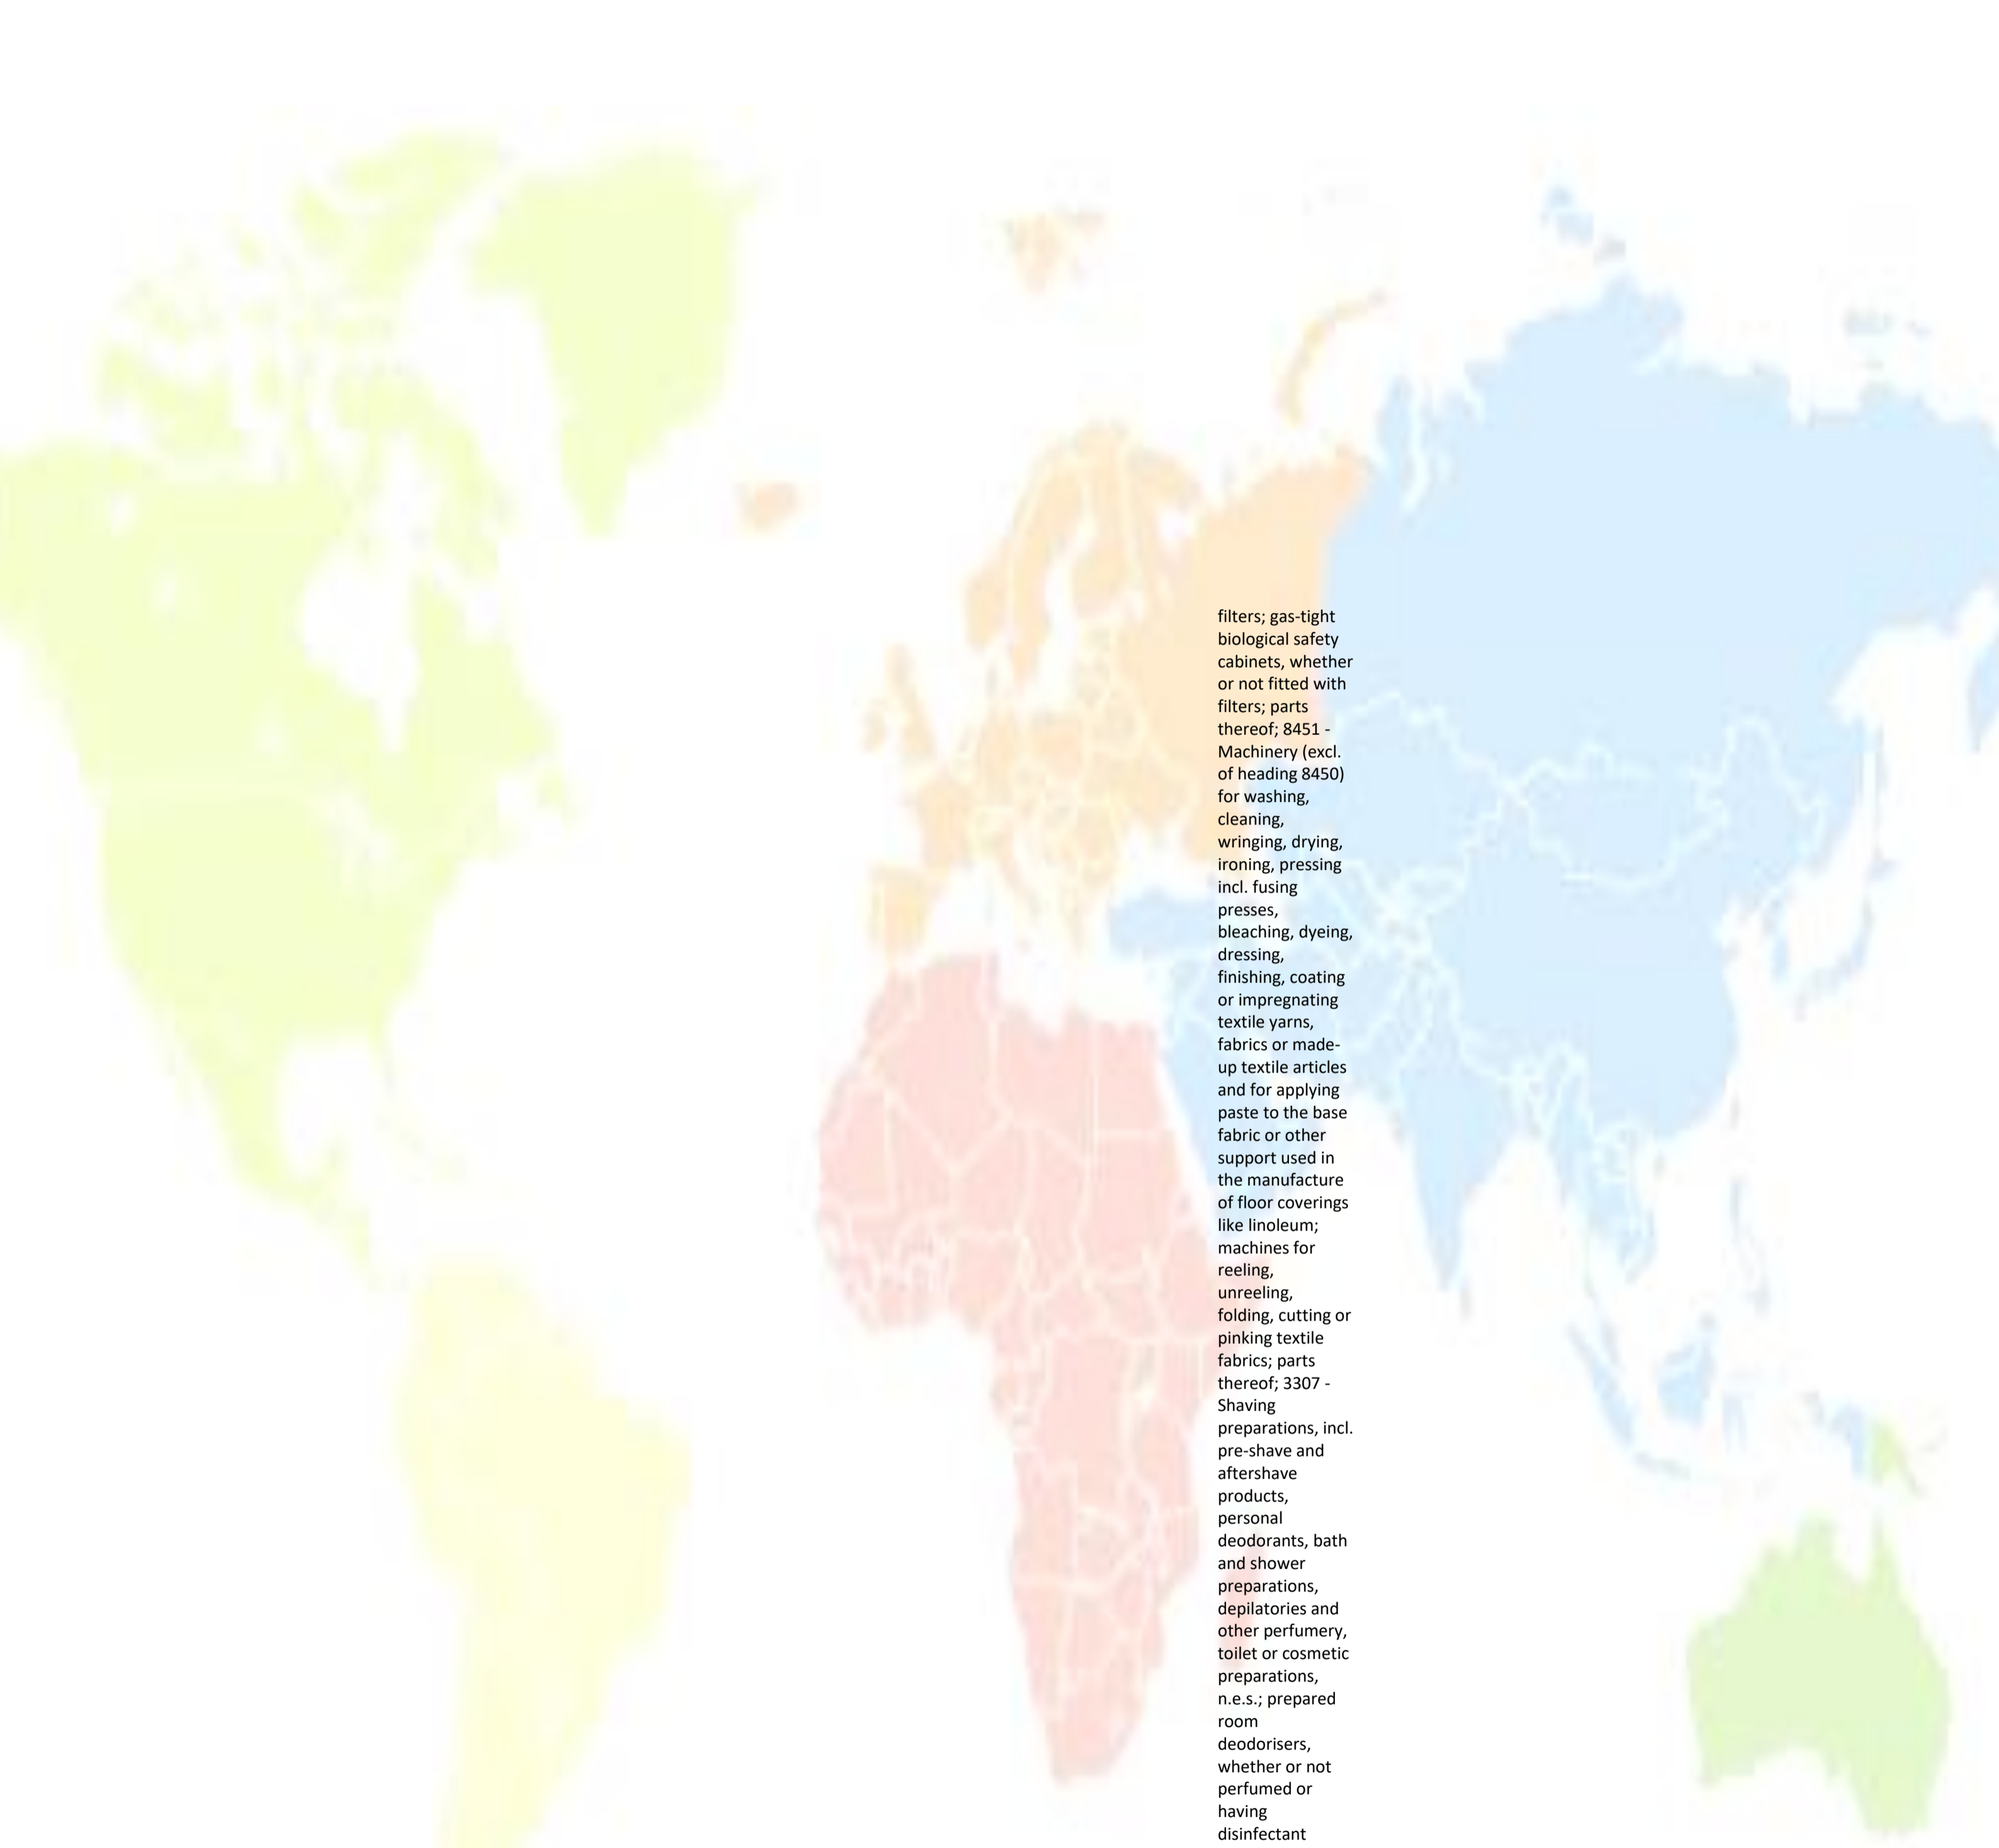 filters; gas-tight
biological safety
cabinets, whether
or not fitted with
filters; parts
thereof; 8451 -
Machinery (excl.
of heading 8450)
for washing,
cleaning,
wringing, drying,
ironing, pressing
incl. fusing
presses,
bleaching, dyeing,
dressing,
finishing, coating
or impregnating
textile yarns,
fabrics or made-
up textile articles
and for applying
paste to the base
fabric or other
support used in
the manufacture
of floor coverings
like linoleum;
machines for
reeling,
unreeling,
folding, cutting or
pinking textile
fabrics; parts
thereof; 3307 -
Shaving
preparations, incl.
pre-shave and
aftershave
products,
personal
deodorants, bath
and shower
preparations,
depilatories and
other perfumery,
toilet or cosmetic
preparations,
n.e.s.; prepared
room
deodorisers,
whether or not
perfumed or
having
disinfectant